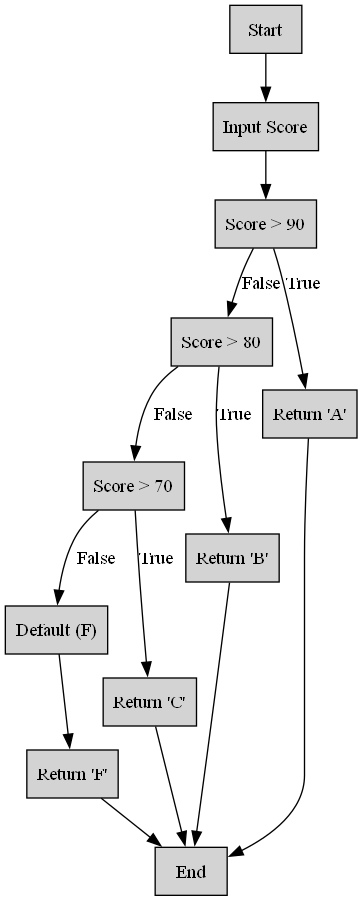 Start
Input Score
Score > 90
False True
Score > 80
False True Return 'A'
Score > 70
False True Return 'B'
Default (F)
Return 'C'
Return 'F'
End